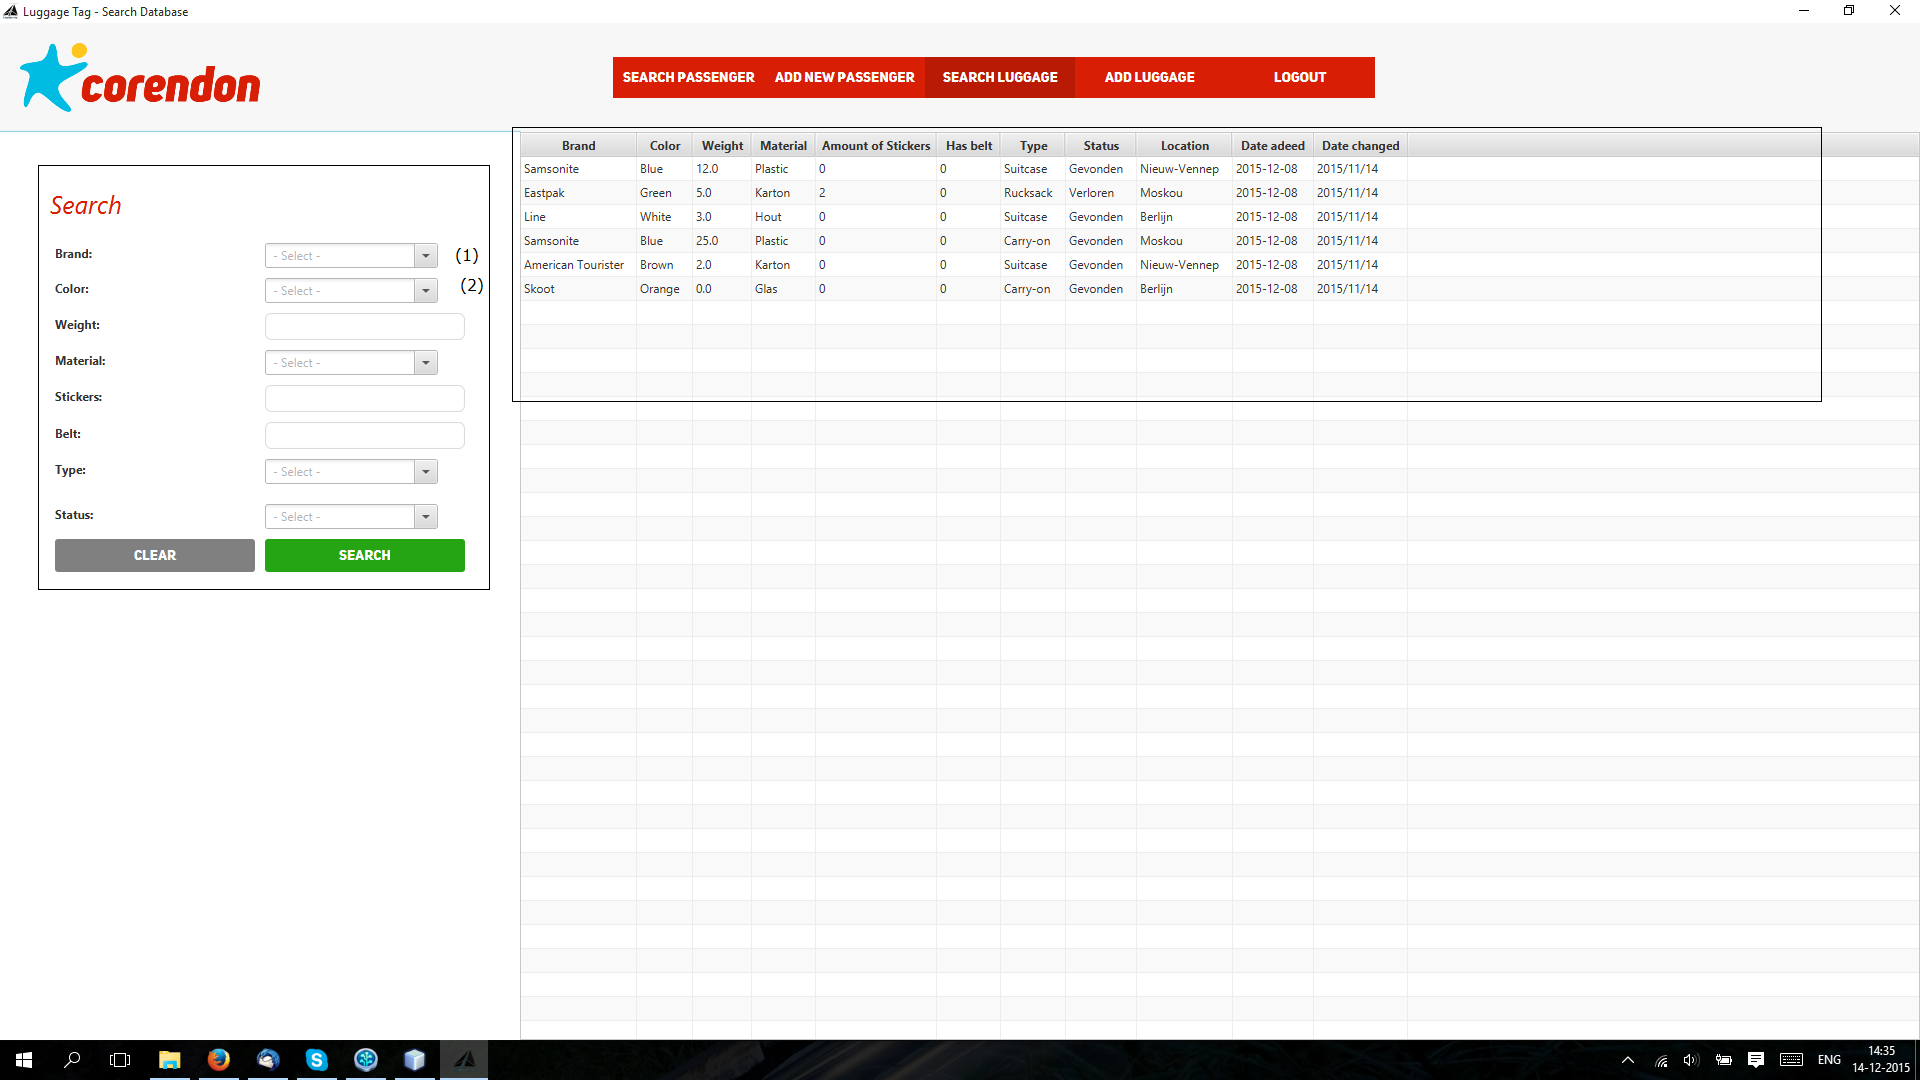 Luggage Tag - Search Database
corendon
SEARCH PASSENGER ADD NEW PASSENGER SEARCH LUGGAGE ADD LUGGAGE LOGOUT
Search
Brand: - Select - (1)
Color: - Select - (2)
Weight:
Material: - Select -
Stickers:
Belt:
Type: - Select -
Status: - Select -
CLEAR SEARCH
Brand Color Weight Material Amount of Stickers Has belt Type Status Location Date adeed Date changed
Samsonite Blue 12.0 Plastic 0 0 Suitcase Gevonden Nieuw-Vennep 2015-12-08 2015/11/14
Eastpak Green 5.0 Karton 2 0 Rucksack Verloren Moskou 2015-12-08 2015/11/14
Line White 3.0 Hout 0 0 Suitcase Gevonden Berlijn 2015-12-08 2015/11/14
Samsonite Blue 25.0 Plastic 0 0 Carry-on Gevonden Moskou 2015-12-08 2015/11/14
American Tourister Brown 2.0 Karton 0 0 Suitcase Gevonden Nieuw-Vennep 2015-12-08 2015/11/14
Skoot Orange 0.0 Glas 0 0 Carry-on Gevonden Berlijn 2015-12-08 2015/11/14
ENG
14:35
14-12-2015